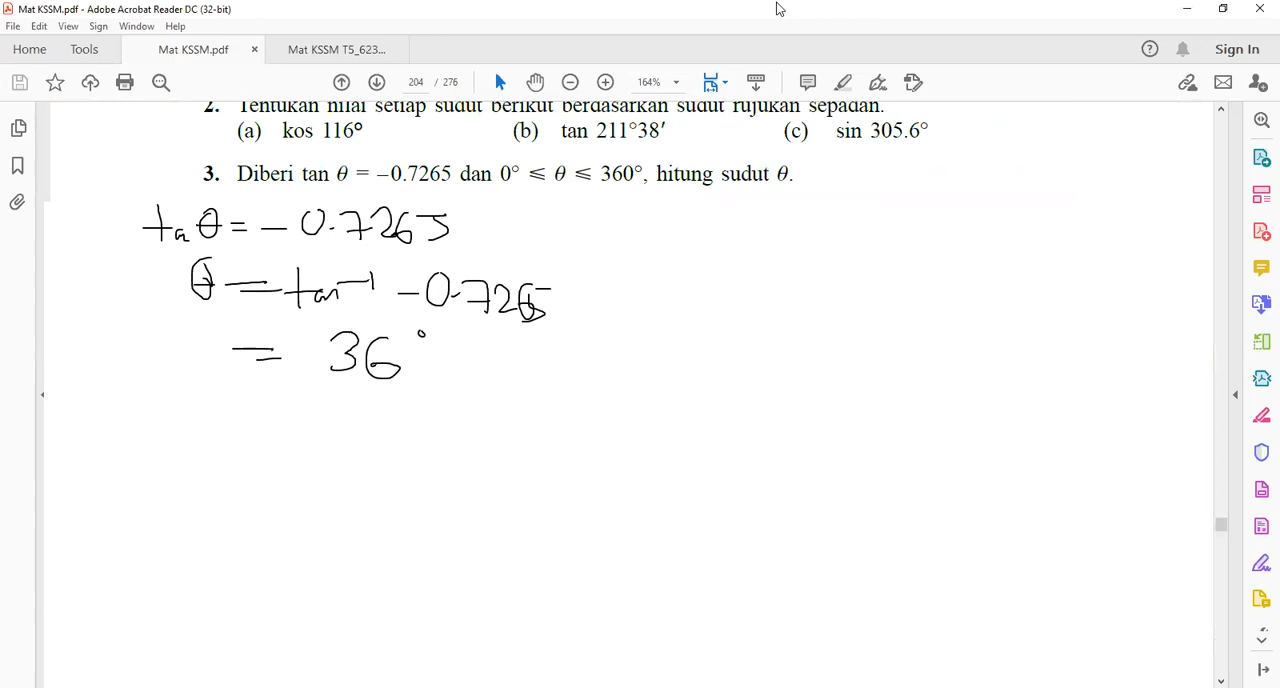 Mat KSSM.pdf - Adobe Acrobat Reader DC (32-bit)
File Edit View Sign Window Help
Home Tools Mat KSSM.pdf × Mat KSSM T5_623... Sign In
204 / 276 164%
2. Tentukan nilai setiap sudut berikut berdasarkan sudut rujukan sepadan.
(a) kos 116° (b) tan 211°38′ (c) sin 305.6°
3. Diberi tan θ = −0.7265 dan 0° ⩽ θ ⩽ 360°, hitung sudut θ.
tan θ = − 0.7265
θ = tan⁻¹ −0.7265
= 36°